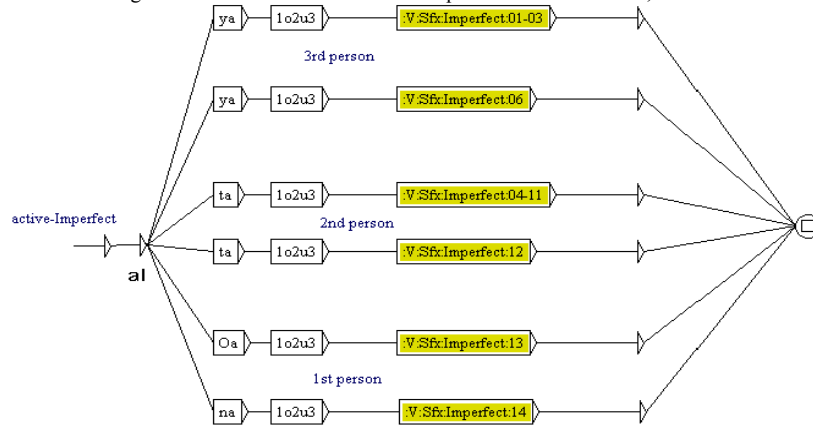 ya 1o2u3 :V:Sfx:Imperfect:01-03
3rd person
ya 1o2u3 :V:Sfx:Imperfect:06
ta 1o2u3 :V:Sfx:Imperfect:04-11
active-Imperfect
2nd person
ta 1o2u3 :V:Sfx:Imperfect:12
aI
Oa 1o2u3 :V:Sfx:Imperfect:13
1st person
na 1o2u3 :V:Sfx:Imperfect:14